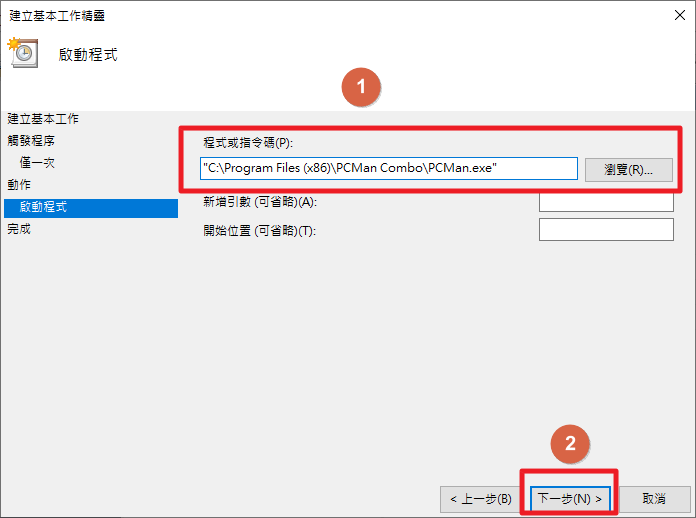 建立基本工作精靈
啟動程式
1
建立基本工作
觸發程序
僅一次
動作
啟動程式
完成
程式或指令碼(P):
"C:\Program Files (x86)\PCMan Combo\PCMan.exe"
瀏覽(R)...
新增引數 (可省略)(A):
開始位置 (可省略)(T):
2
< 上一步(B)
下一步(N) >
取消